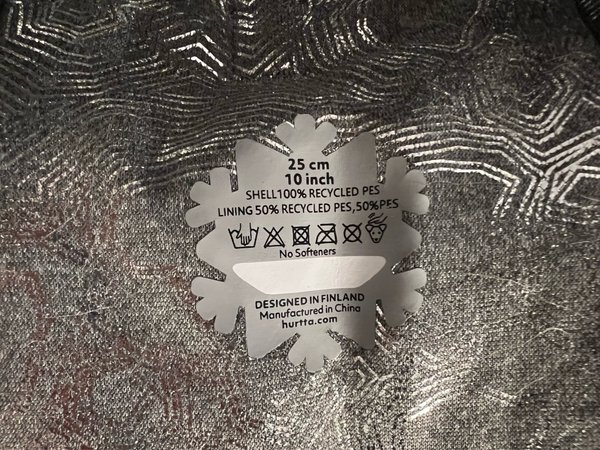 25 cm
10 inch
SHELL100% RECYCLED PES
LINING 50% RECYCLED PES,50%PES
No Softeners
DESIGNED IN FINLAND
Manufactured in China
hurtta.com